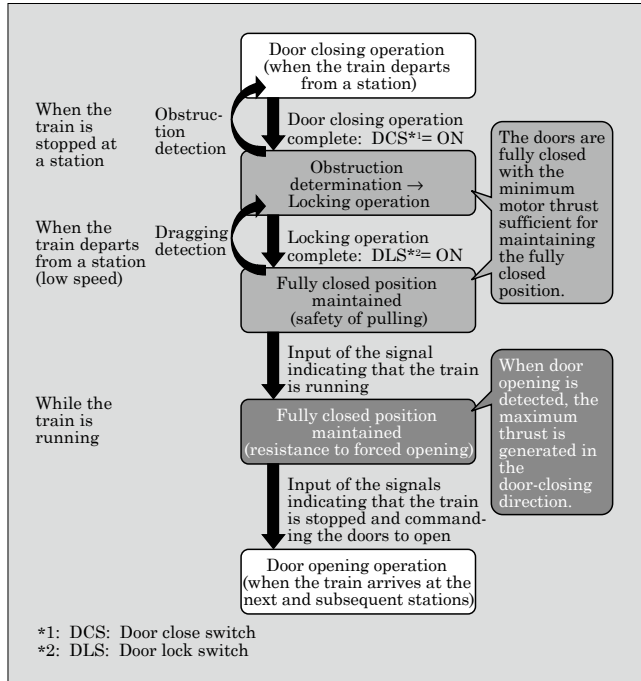 Door closing operation
(when the train departs
from a station)
When the
train is
stopped at
a station
Obstruc-
tion
detection
Door closing operation
complete: DCS*1= ON
Obstruction
determination →
Locking operation
The doors are
fully closed
with the
minimum
motor thrust
sufficient for
maintaining
the fully
closed
position.
When the
train departs
from a station
(low speed)
Dragging
detection
Locking operation
complete: DLS*2= ON
Fully closed position
maintained
(safety of pulling)
Input of the signal
indicating that the train
is running
While the
train is
running
Fully closed position
maintained
(resistance to forced opening)
When door
opening is
detected, the
maximum
thrust is
generated in
the
door-closing
direction.
Input of the signals
indicating that the train
is stopped and command-
ing the doors to open
Door opening operation
(when the train arrives at the
next and subsequent stations)
*1: DCS: Door close switch
*2: DLS: Door lock switch